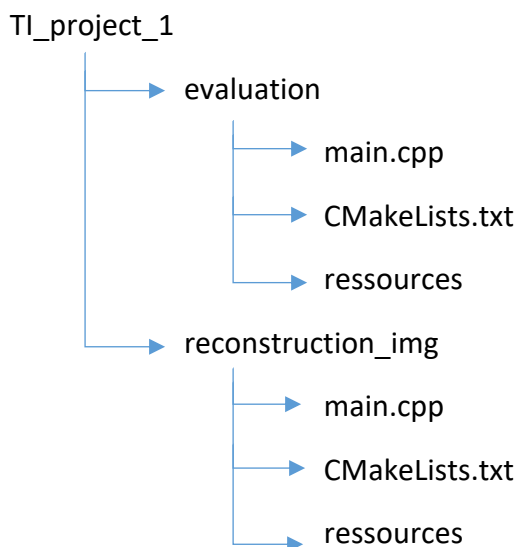 TI_project_1
evaluation
main.cpp
CMakeLists.txt
ressources
reconstruction_img
main.cpp
CMakeLists.txt
ressources